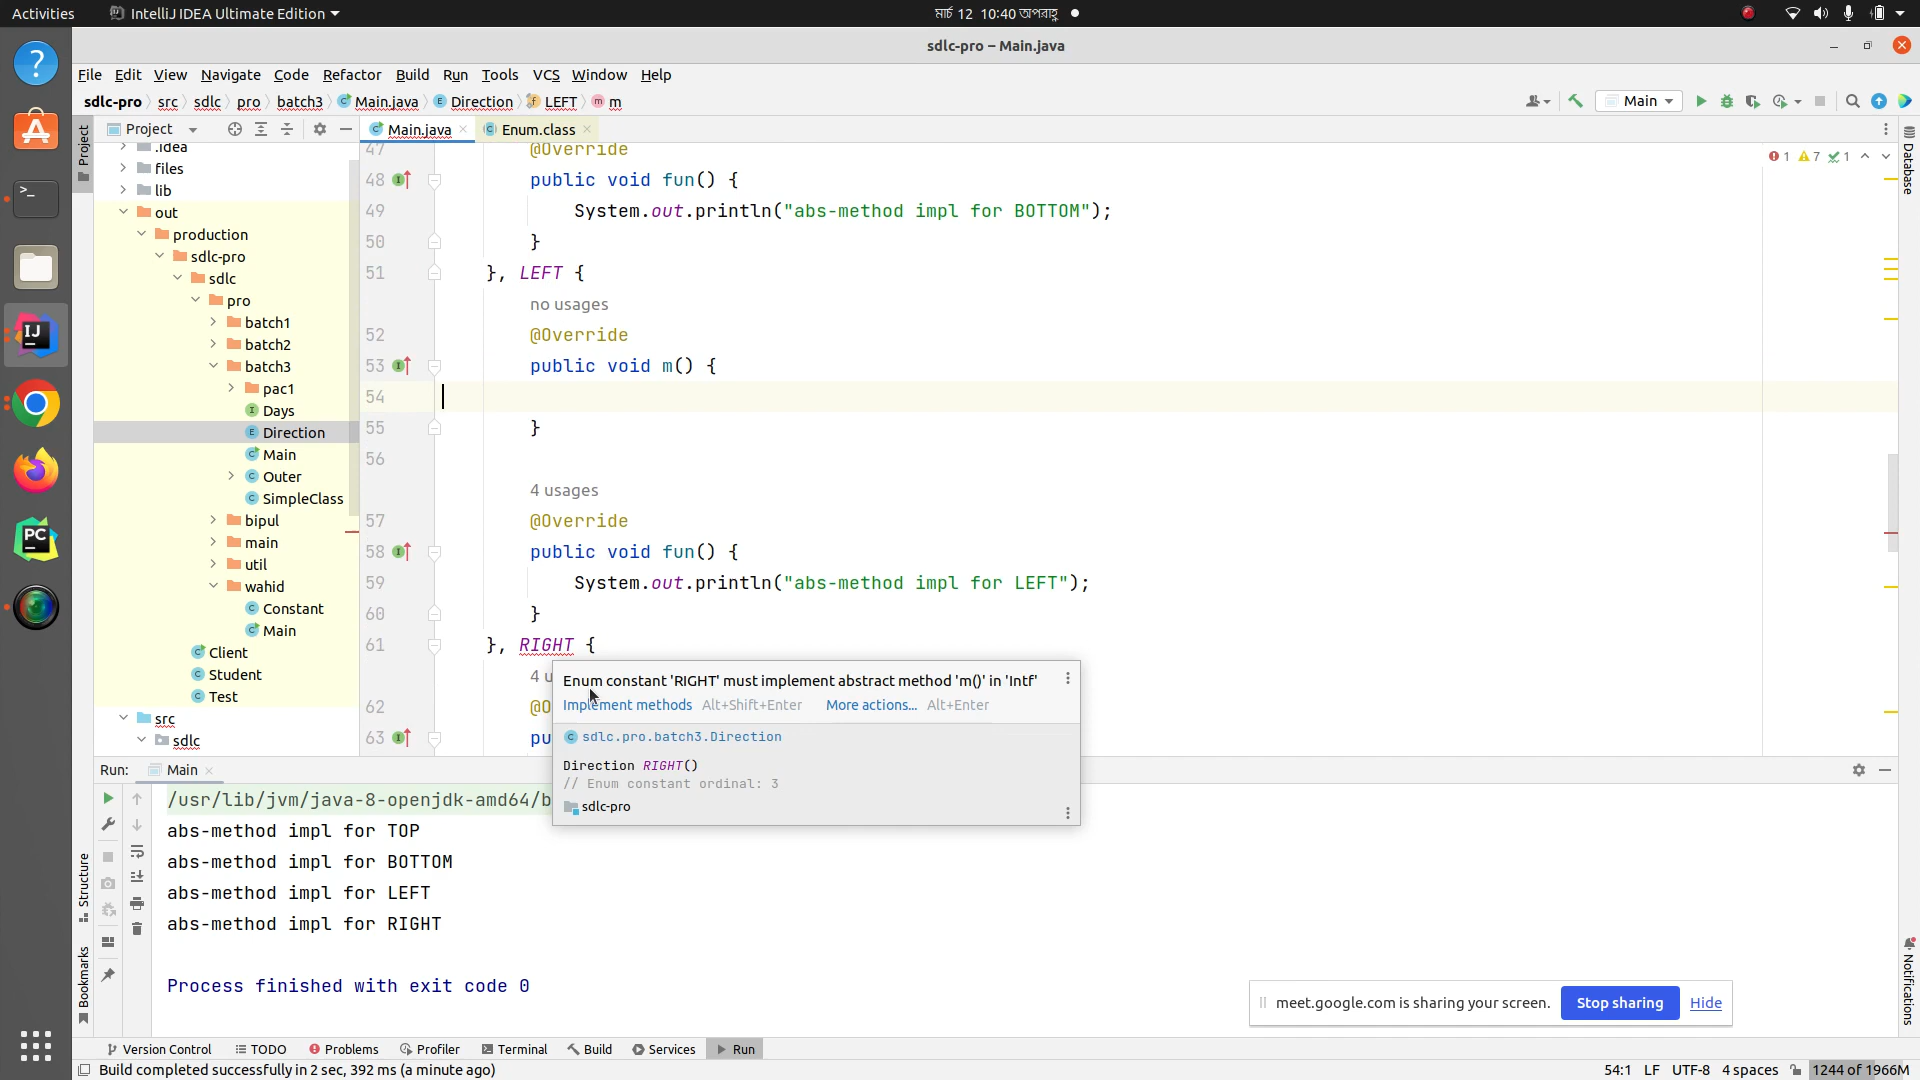 Activities
IntelliJ IDEA Ultimate Edition
মার্চ 12 10:40 অপরাহ্ণ
sdlc-pro – Main.java
File Edit View Navigate Code Refactor Build Run Tools VCS Window Help
sdlc-pro src sdlc pro batch3 Main.java Direction LEFT m
Main
Project
Main.java
Enum.class
.idea
files
lib
out
production
sdlc-pro
sdlc
pro
batch1
batch2
batch3
pac1
Days
Direction
Main
Outer
SimpleClass
bipul
main
util
wahid
Constant
Main
Client
Student
Test
src
sdlc
1 7 1
47 @Override
48 public void fun() {
49 System.out.println("abs-method impl for BOTTOM");
50 }
51 }, LEFT {
no usages
52 @Override
53 public void m() {
54
55 }
56
4 usages
57 @Override
58 public void fun() {
59 System.out.println("abs-method impl for LEFT");
60 }
61 }, RIGHT {
4 u
62 @O
63 pu
Enum constant 'RIGHT' must implement abstract method 'm()' in 'Intf'
Implement methods Alt+Shift+Enter More actions... Alt+Enter
sdlc.pro.batch3.Direction
Direction RIGHT()
// Enum constant ordinal: 3
sdlc-pro
Run: Main
/usr/lib/jvm/java-8-openjdk-amd64/b
abs-method impl for TOP
abs-method impl for BOTTOM
abs-method impl for LEFT
abs-method impl for RIGHT
Process finished with exit code 0
meet.google.com is sharing your screen. Stop sharing Hide
Project
Structure
Bookmarks
Database
Notifications
Version Control TODO Problems Profiler Terminal Build Services Run
Build completed successfully in 2 sec, 392 ms (a minute ago)
54:1 LF UTF-8 4 spaces 1244 of 1966M